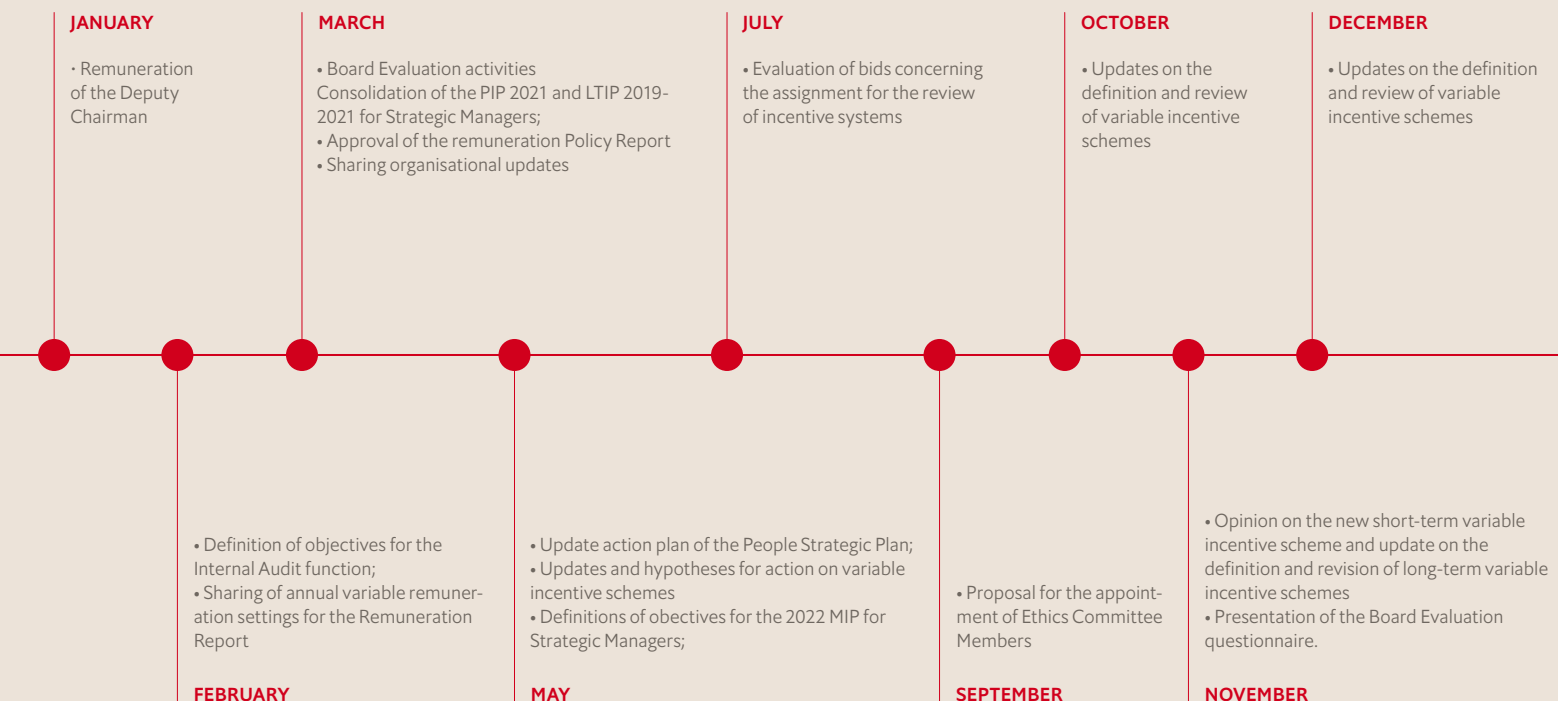 JANUARY
• Remuneration
of the Deputy
Chairman
MARCH
• Board Evaluation activities
Consolidation of the PIP 2021 and LTIP 2019-
2021 for Strategic Managers;
• Approval of the remuneration Policy Report
• Sharing organisational updates
JULY
• Evaluation of bids concerning
the assignment for the review
of incentive systems
OCTOBER
• Updates on the
definition and review
of variable incentive
schemes
DECEMBER
• Updates on the definition
and review of variable
incentive schemes
• Definition of objectives for the
Internal Audit function;
• Sharing of annual variable remuner-
ation settings for the Remuneration
Report
FEBRUARY
• Update action plan of the People Strategic Plan;
• Updates and hypotheses for action on variable
incentive schemes
• Definitions of obectives for the 2022 MIP for
Strategic Managers;
MAY
• Proposal for the appoint-
ment of Ethics Committee
Members
SEPTEMBER
• Opinion on the new short-term variable
incentive scheme and update on the
definition and revision of long-term variable
incentive schemes
• Presentation of the Board Evaluation
questionnaire.
NOVEMBER